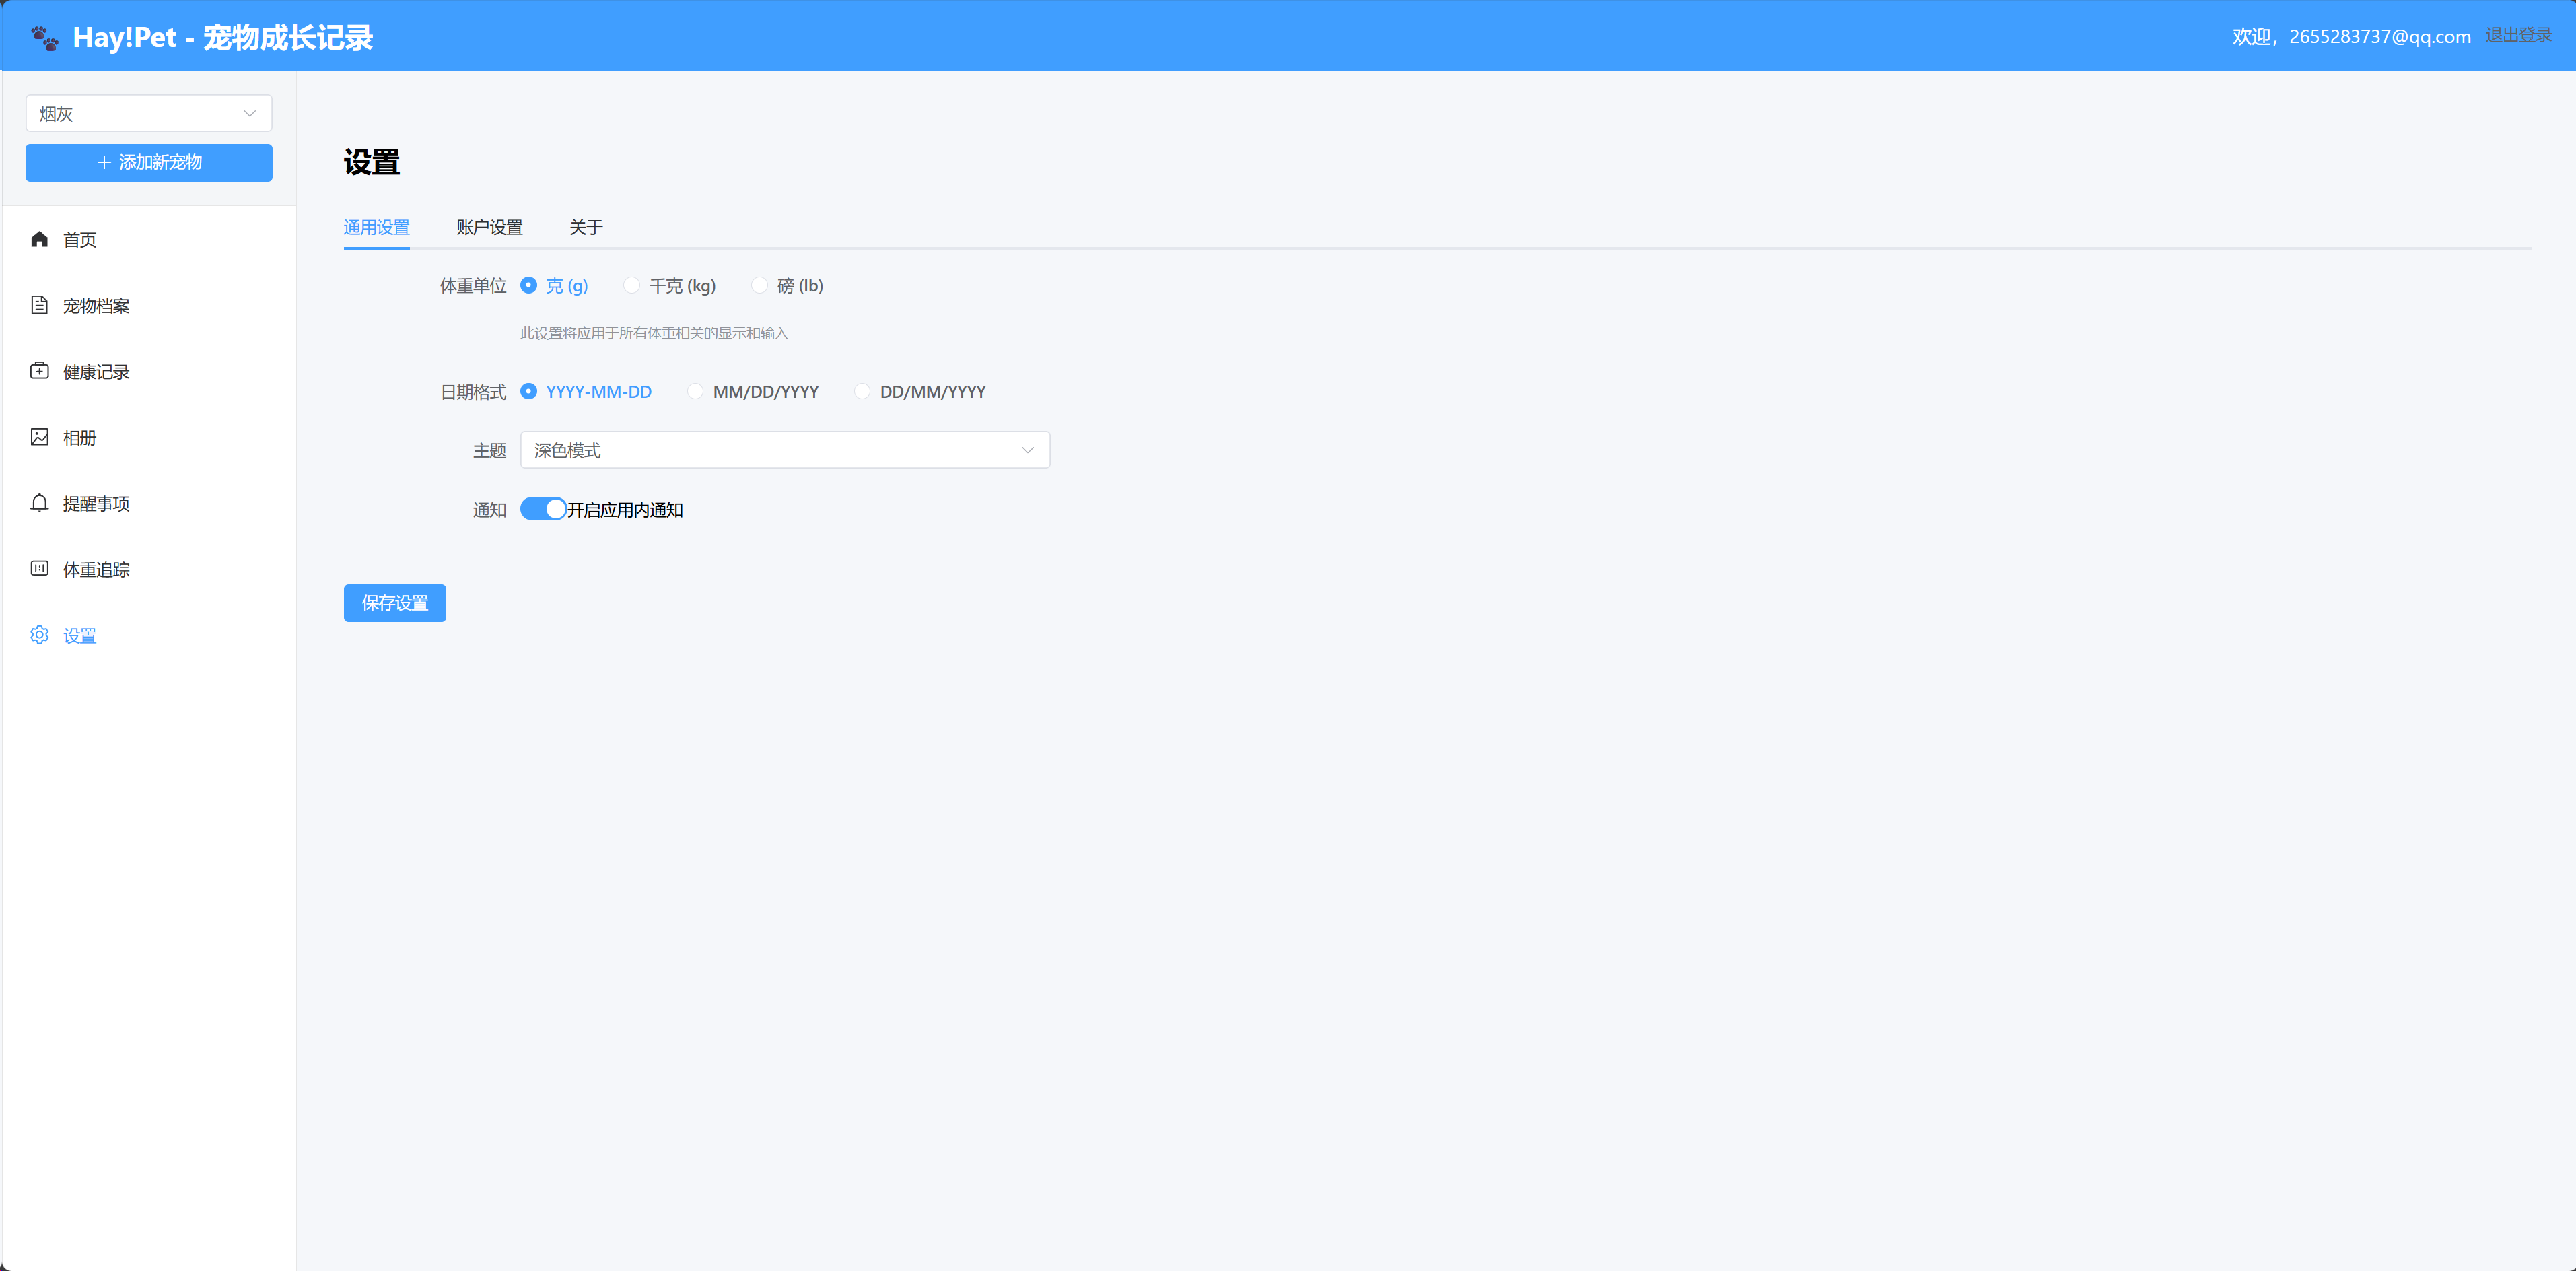 Hay!Pet - 宠物成长记录
欢迎，2655283737@qq.com 退出登录
烟灰
添加新宠物
首页
宠物档案
健康记录
相册
提醒事项
体重追踪
设置
设置
通用设置 账户设置 关于
体重单位 克 (g) 千克 (kg) 磅 (lb)
此设置将应用于所有体重相关的显示和输入
日期格式 YYYY-MM-DD MM/DD/YYYY DD/MM/YYYY
主题 深色模式
通知 开启应用内通知
保存设置